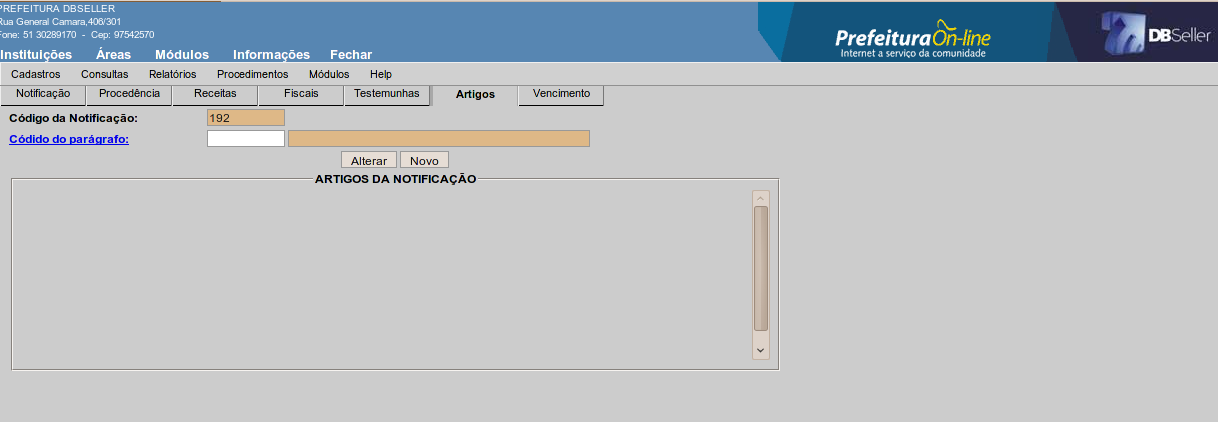 PREFEITURA DBSELLER
Rua General Camara,406/301
Fone: 51 30289170 - Cep: 97542570
Instituições Áreas Módulos Informações Fechar
Prefeitura On-line
Internet a serviço da comunidade
DBSeller
Cadastros Consultas Relatórios Procedimentos Módulos Help
Notificação Procedência Receitas Fiscais Testemunhas Artigos Vencimento
Código da Notificação: 192
Códido do parágrafo:
Alterar Novo
ARTIGOS DA NOTIFICAÇÃO